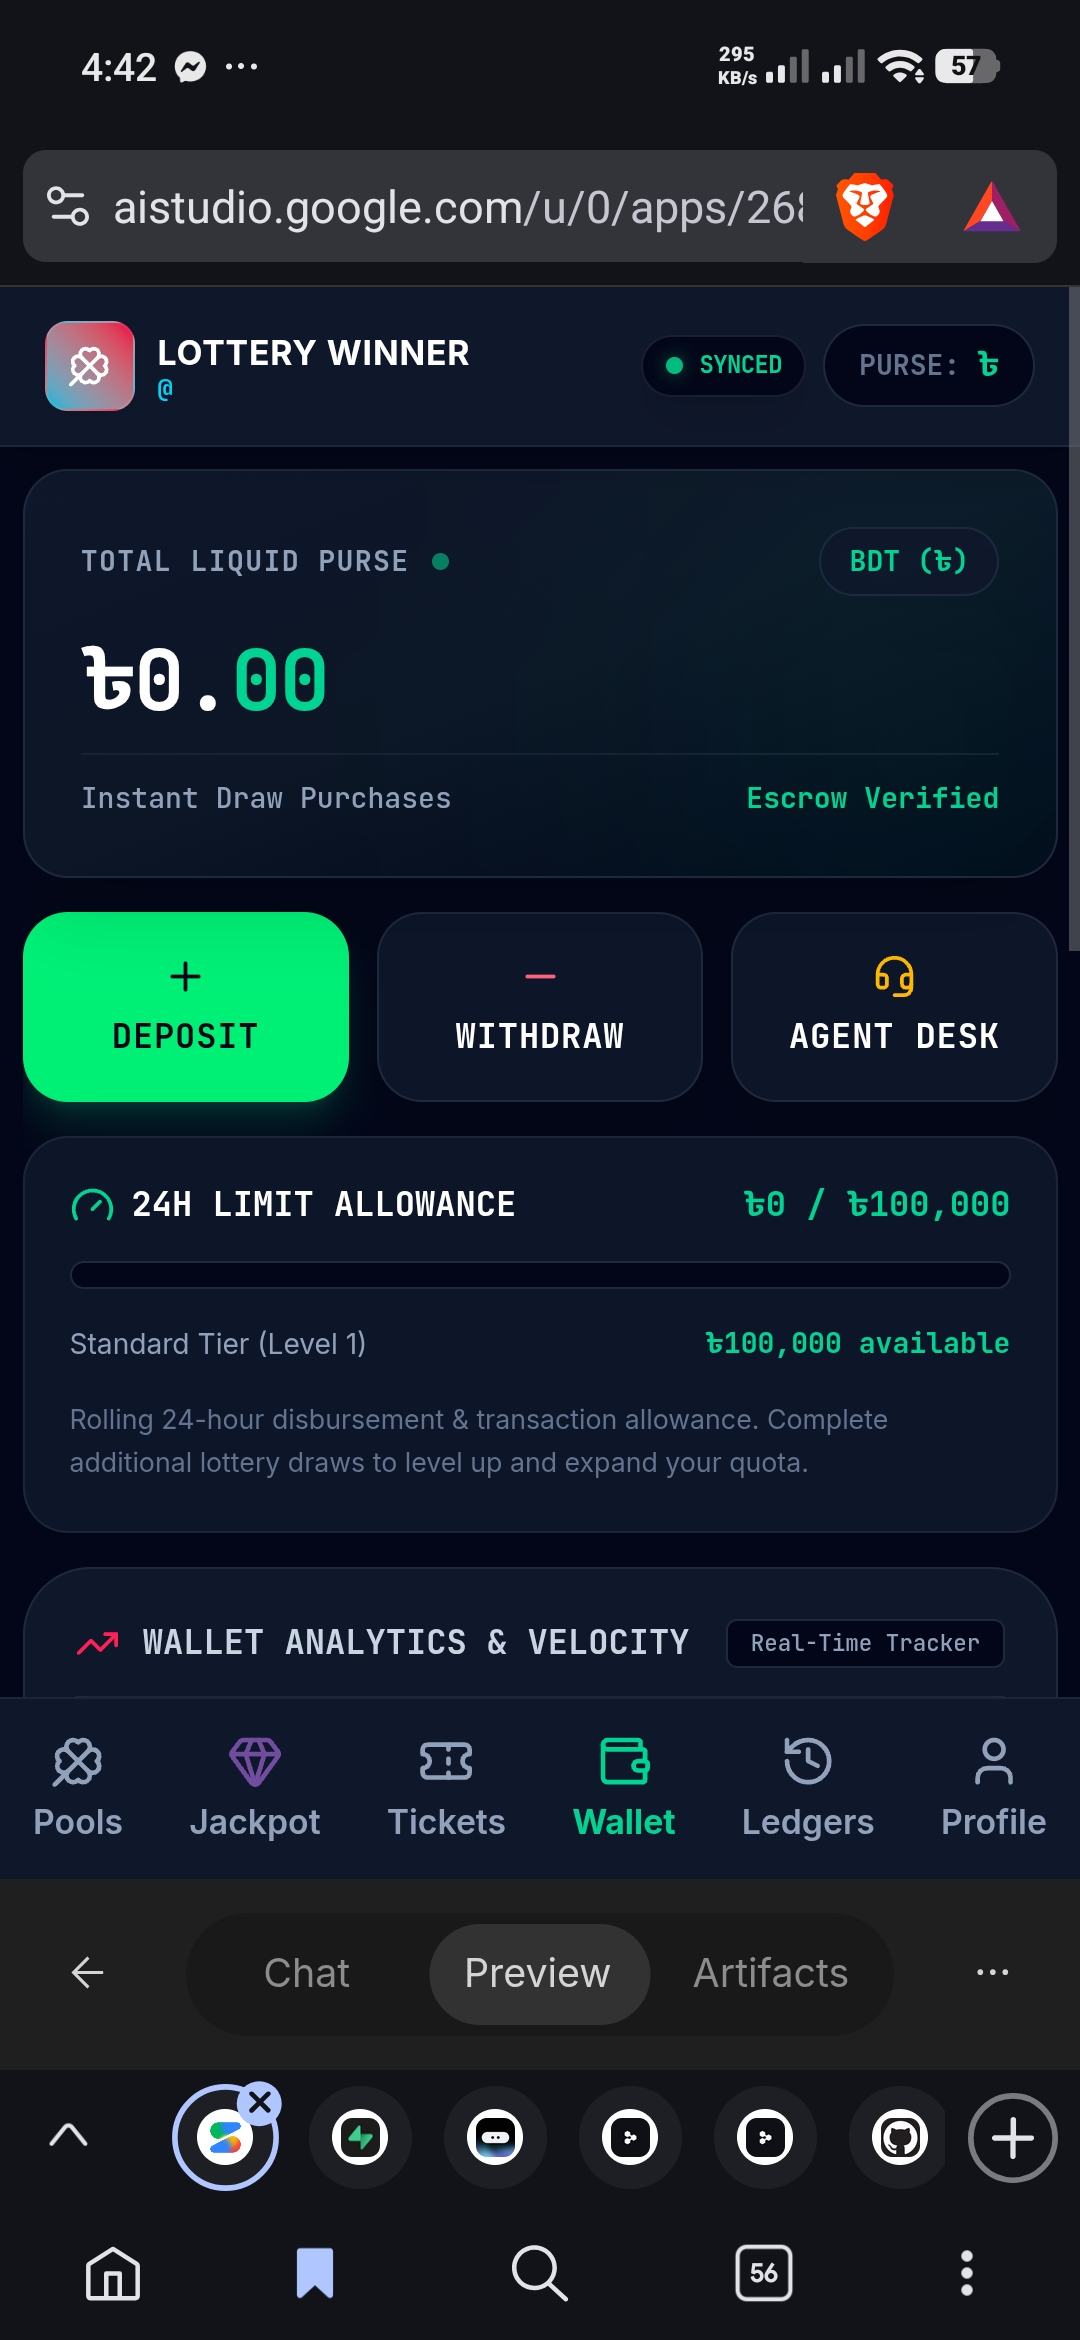 4:42 ...
295
KB/s
57
aistudio.google.com/u/0/apps/268
LOTTERY WINNER
@
SYNCED
PURSE: ৳
TOTAL LIQUID PURSE
BDT (৳)
৳0.00
Instant Draw Purchases
Escrow Verified
DEPOSIT
WITHDRAW
AGENT DESK
24H LIMIT ALLOWANCE
৳0 / ৳100,000
Standard Tier (Level 1)
৳100,000 available
Rolling 24-hour disbursement & transaction allowance. Complete
additional lottery draws to level up and expand your quota.
WALLET ANALYTICS & VELOCITY
Real-Time Tracker
Pools
Jackpot
Tickets
Wallet
Ledgers
Profile
Chat
Preview
Artifacts
56